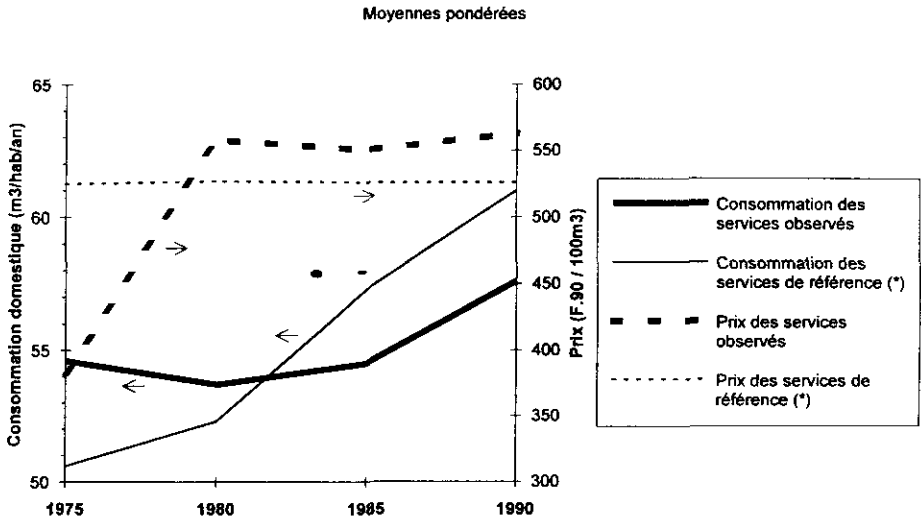 Moyennes pondérées
Consommation domestique (m3/hab/an)
65
60
55
50
600
550
500
450
400
350
300
Prix (F.90 / 100m3)
1975
1980
1985
1990
Consommation des
services observés
Consommation des
services de référence (*)
Prix des services
observés
Prix des services de
référence (*)